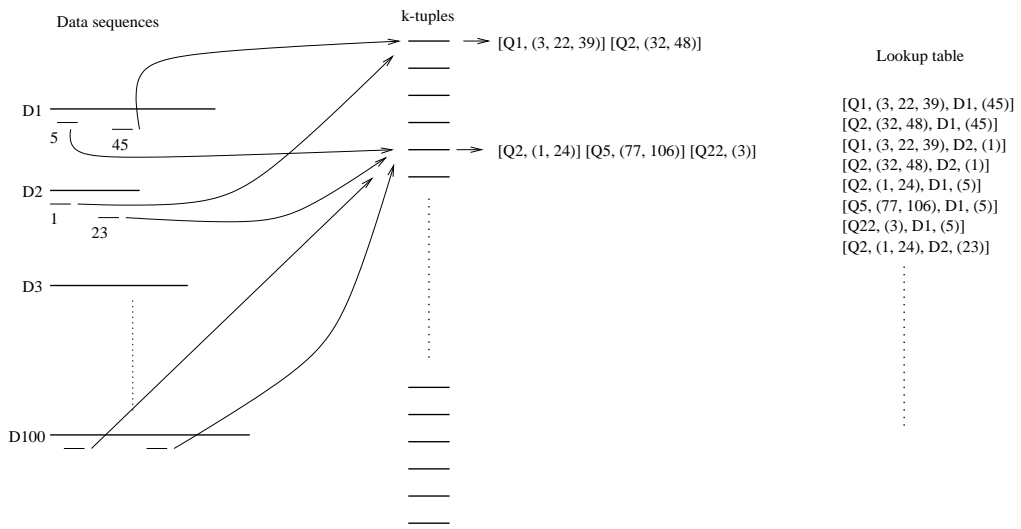 Data sequences
k-tuples
[Q1, (3, 22, 39)] [Q2, (32, 48)]
Lookup table
D1
5
45
[Q1, (3, 22, 39), D1, (45)]
[Q2, (32, 48), D1, (45)]
[Q1, (3, 22, 39), D2, (1)]
[Q2, (32, 48), D2, (1)]
[Q2, (1, 24), D1, (5)]
[Q5, (77, 106), D1, (5)]
[Q22, (3), D1, (5)]
[Q2, (1, 24), D2, (23)]
[Q2, (1, 24)] [Q5, (77, 106)] [Q22, (3)]
D2
1
23
D3
D100